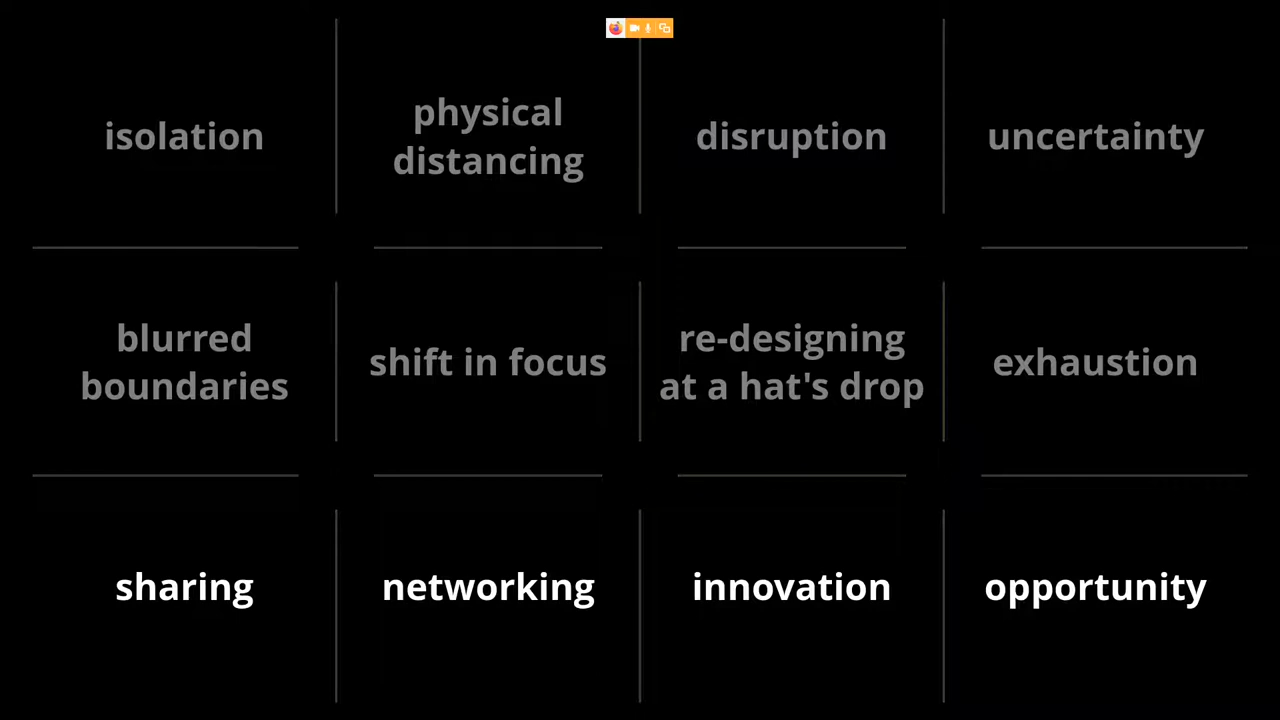 isolation
physical
distancing
disruption
uncertainty
blurred
boundaries
shift in focus
re-designing
at a hat's drop
exhaustion
sharing
networking
innovation
opportunity